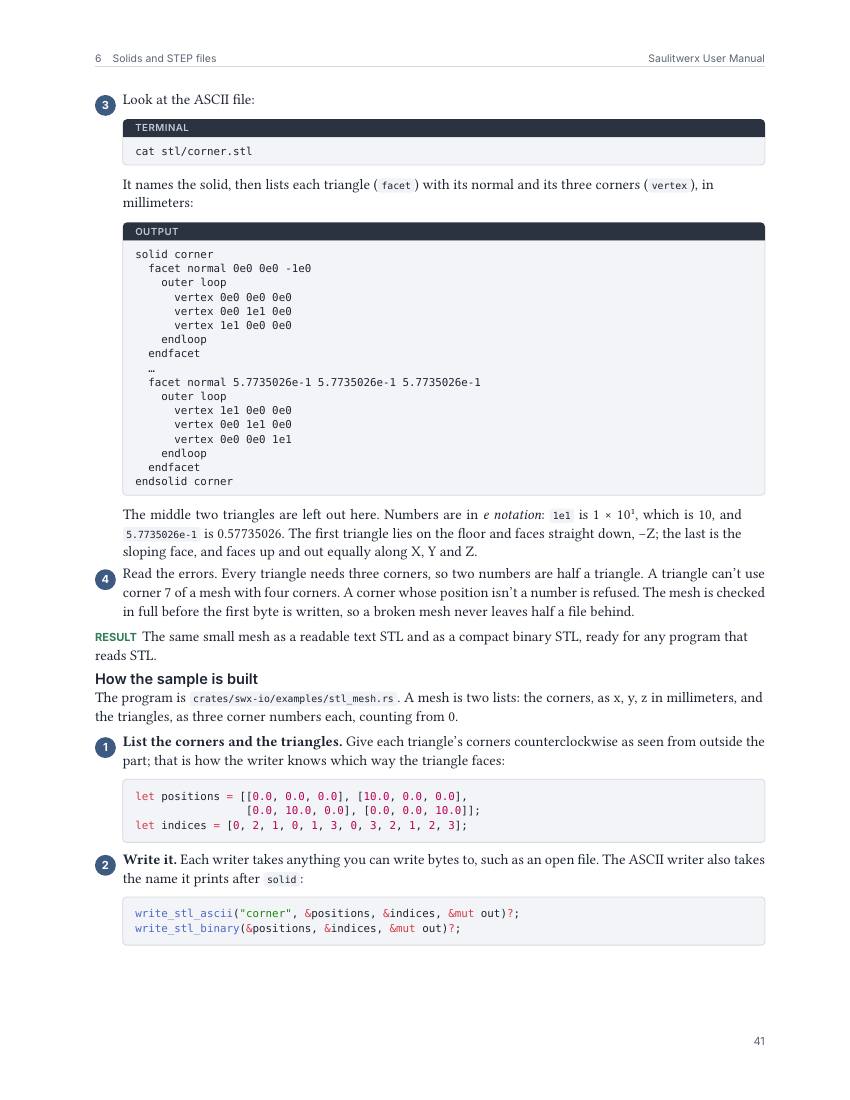 6 Solids and STEP files
Saulitwerx User Manual
3 Look at the ASCII file:
TERMINAL
cat stl/corner.stl
It names the solid, then lists each triangle ( facet ) with its normal and its three corners ( vertex ), in
millimeters:
OUTPUT
solid corner
  facet normal 0e0 0e0 -1e0
    outer loop
      vertex 0e0 0e0 0e0
      vertex 0e0 1e1 0e0
      vertex 1e1 0e0 0e0
    endloop
  endfacet
  …
  facet normal 5.7735026e-1 5.7735026e-1 5.7735026e-1
    outer loop
      vertex 1e1 0e0 0e0
      vertex 0e0 1e1 0e0
      vertex 0e0 0e0 1e1
    endloop
  endfacet
endsolid corner
The middle two triangles are left out here. Numbers are in e notation: 1e1 is 1 × 10¹, which is 10, and
5.7735026e-1 is 0.57735026. The first triangle lies on the floor and faces straight down, −Z; the last is the
sloping face, and faces up and out equally along X, Y and Z.
4 Read the errors. Every triangle needs three corners, so two numbers are half a triangle. A triangle can’t use
corner 7 of a mesh with four corners. A corner whose position isn’t a number is refused. The mesh is checked
in full before the first byte is written, so a broken mesh never leaves half a file behind.
RESULT The same small mesh as a readable text STL and as a compact binary STL, ready for any program that
reads STL.
How the sample is built
The program is crates/swx-io/examples/stl_mesh.rs . A mesh is two lists: the corners, as x, y, z in millimeters, and
the triangles, as three corner numbers each, counting from 0.
1 List the corners and the triangles. Give each triangle’s corners counterclockwise as seen from outside the
part; that is how the writer knows which way the triangle faces:
let positions = [[0.0, 0.0, 0.0], [10.0, 0.0, 0.0],
                 [0.0, 10.0, 0.0], [0.0, 0.0, 10.0]];
let indices = [0, 2, 1, 0, 1, 3, 0, 3, 2, 1, 2, 3];
2 Write it. Each writer takes anything you can write bytes to, such as an open file. The ASCII writer also takes
the name it prints after solid :
write_stl_ascii("corner", &positions, &indices, &mut out)?;
write_stl_binary(&positions, &indices, &mut out)?;
41